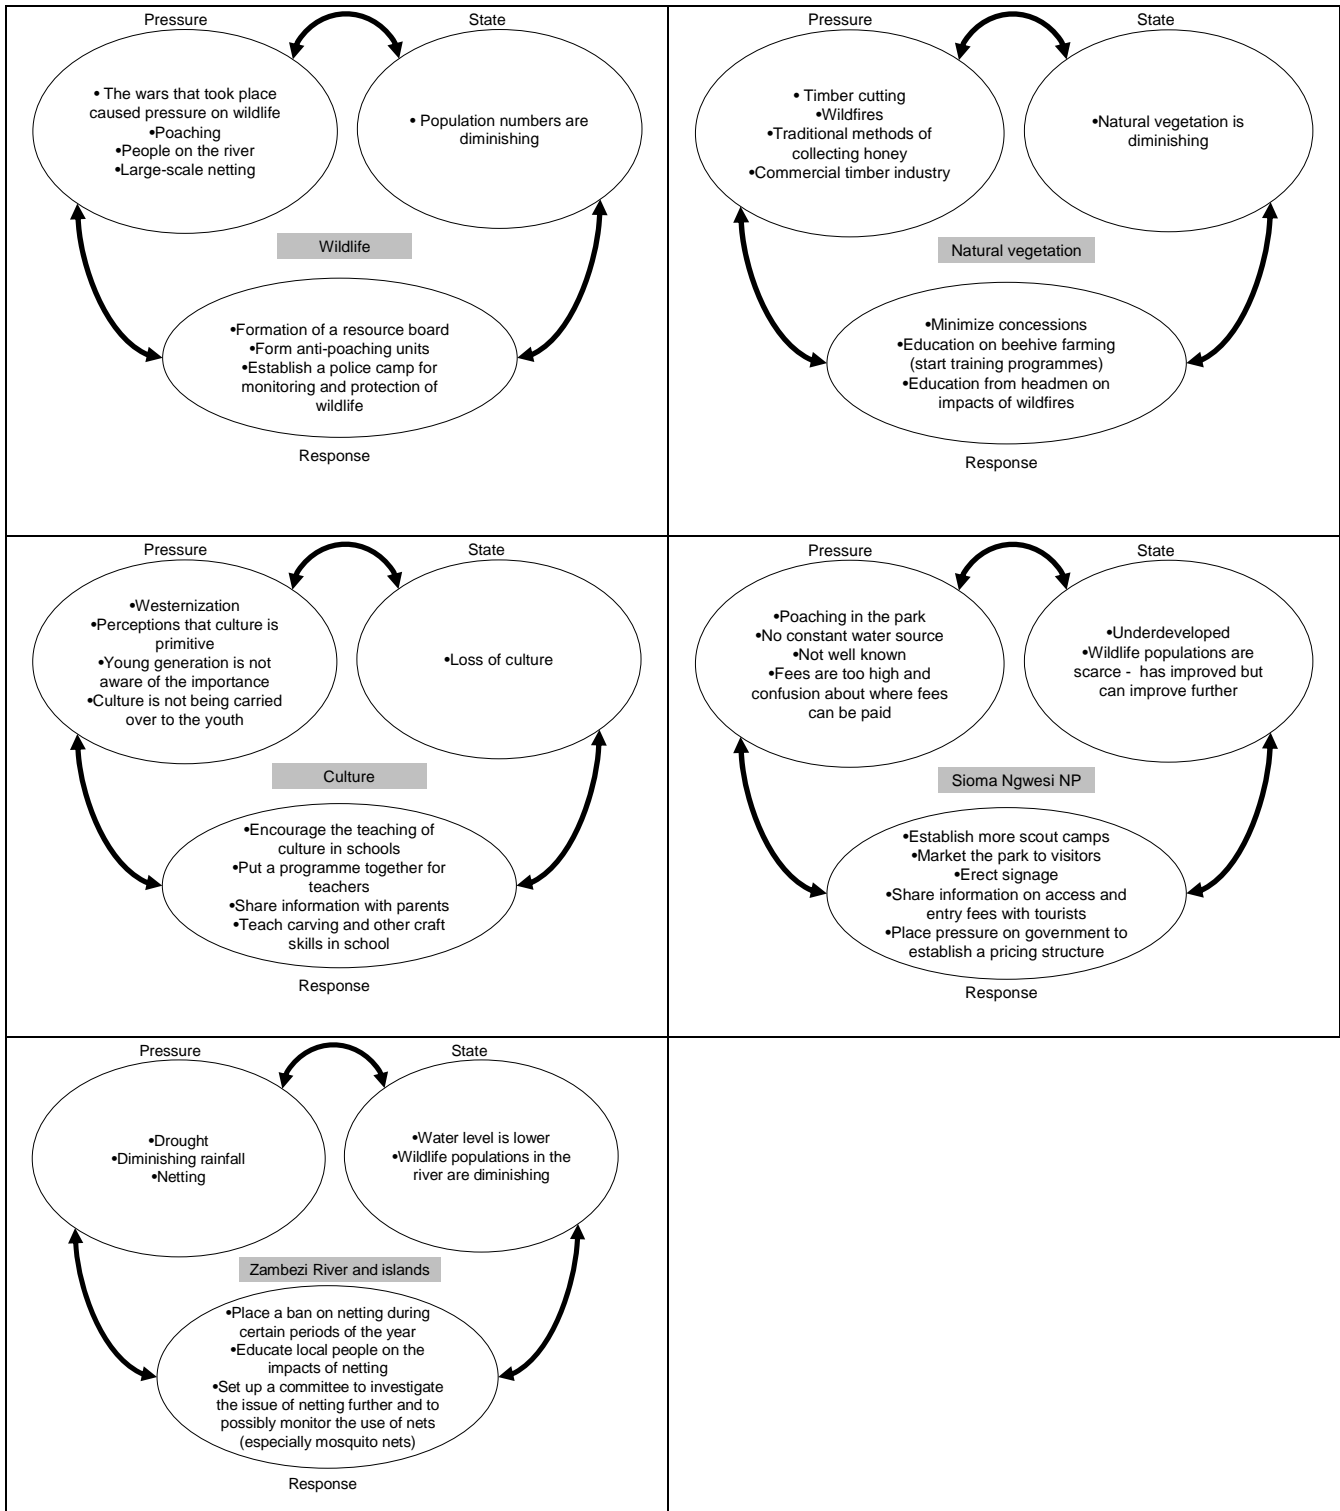 Pressure
State
• The wars that took place
caused pressure on wildlife
•Poaching
•People on the river
•Large-scale netting
• Population numbers are
diminishing
Wildlife
•Formation of a resource board
•Form anti-poaching units
•Establish a police camp for
monitoring and protection of
wildlife
Response
Pressure
State
• Timber cutting
•Wildfires
•Traditional methods of
collecting honey
•Commercial timber industry
•Natural vegetation is
diminishing
Natural vegetation
•Minimize concessions
•Education on beehive farming
(start training programmes)
•Education from headmen on
impacts of wildfires
Response
Pressure
State
•Westernization
•Perceptions that culture is
primitive
•Young generation is not
aware of the importance
•Culture is not being carried
over to the youth
•Loss of culture
Culture
•Encourage the teaching of
culture in schools
•Put a programme together for
teachers
•Share information with parents
•Teach carving and other craft
skills in school
Response
Pressure
State
•Poaching in the park
•No constant water source
•Not well known
•Fees are too high and
confusion about where fees
can be paid
•Underdeveloped
•Wildlife populations are
scarce - has improved but
can improve further
Sioma Ngwesi NP
•Establish more scout camps
•Market the park to visitors
•Erect signage
•Share information on access and
entry fees with tourists
•Place pressure on government to
establish a pricing structure
Response
Pressure
State
•Drought
•Diminishing rainfall
•Netting
•Water level is lower
•Wildlife populations in the
river are diminishing
Zambezi River and islands
•Place a ban on netting during
certain periods of the year
•Educate local people on the
impacts of netting
•Set up a committee to investigate
the issue of netting further and to
possibly monitor the use of nets
(especially mosquito nets)
Response